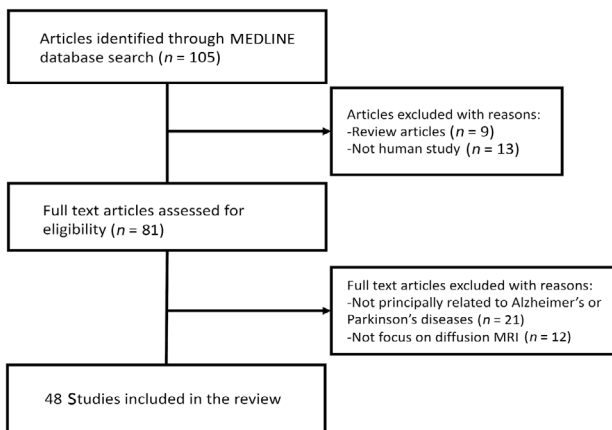 Articles identified through MEDLINE
database search (n = 105)
Articles excluded with reasons:
-Review articles (n = 9)
-Not human study (n = 13)
Full text articles assessed for
eligibility (n = 81)
Full text articles excluded with reasons:
-Not principally related to Alzheimer's or
Parkinson's diseases (n = 21)
-Not focus on diffusion MRI (n = 12)
48 Studies included in the review